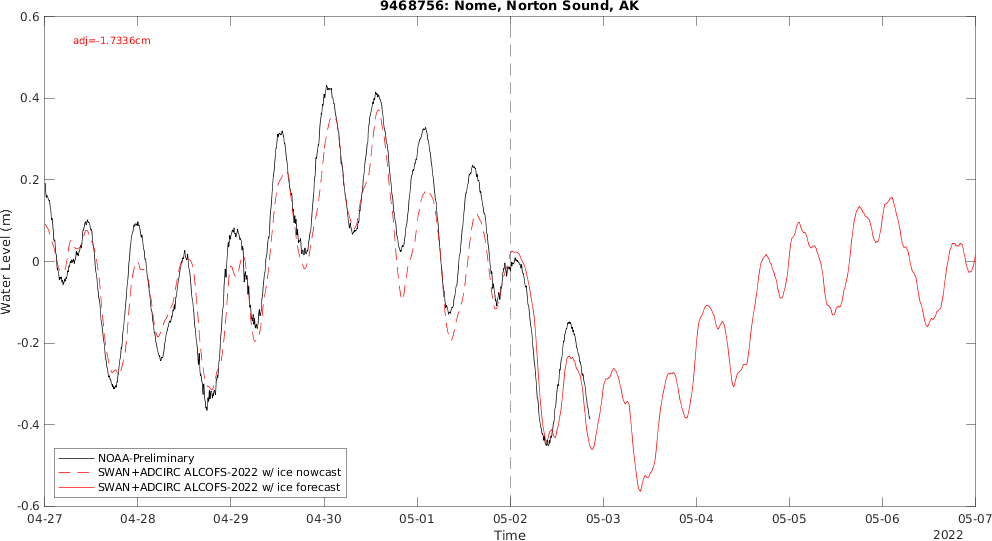 9468756: Nome, Norton Sound, AK
0.6
adj=-1.7336cm
0.4
0.2
0
-0.2
-0.4
-0.6
Water Level (m)
NOAA-Preliminary
SWAN+ADCIRC ALCOFS-2022 w/ ice nowcast
SWAN+ADCIRC ALCOFS-2022 w/ ice forecast
04-27 04-28 04-29 04-30 05-01 05-02 05-03 05-04 05-05 05-06 05-07
Time
2022